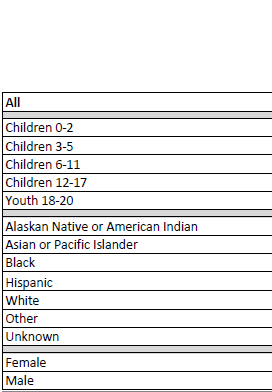 All
Children 0-2
Children 3-5
Children 6-11
Children 12-17
Youth 18-20
Alaskan Native or American Indian
Asian or Pacific Islander
Black
Hispanic
White
Other
Unknown
Female
Male